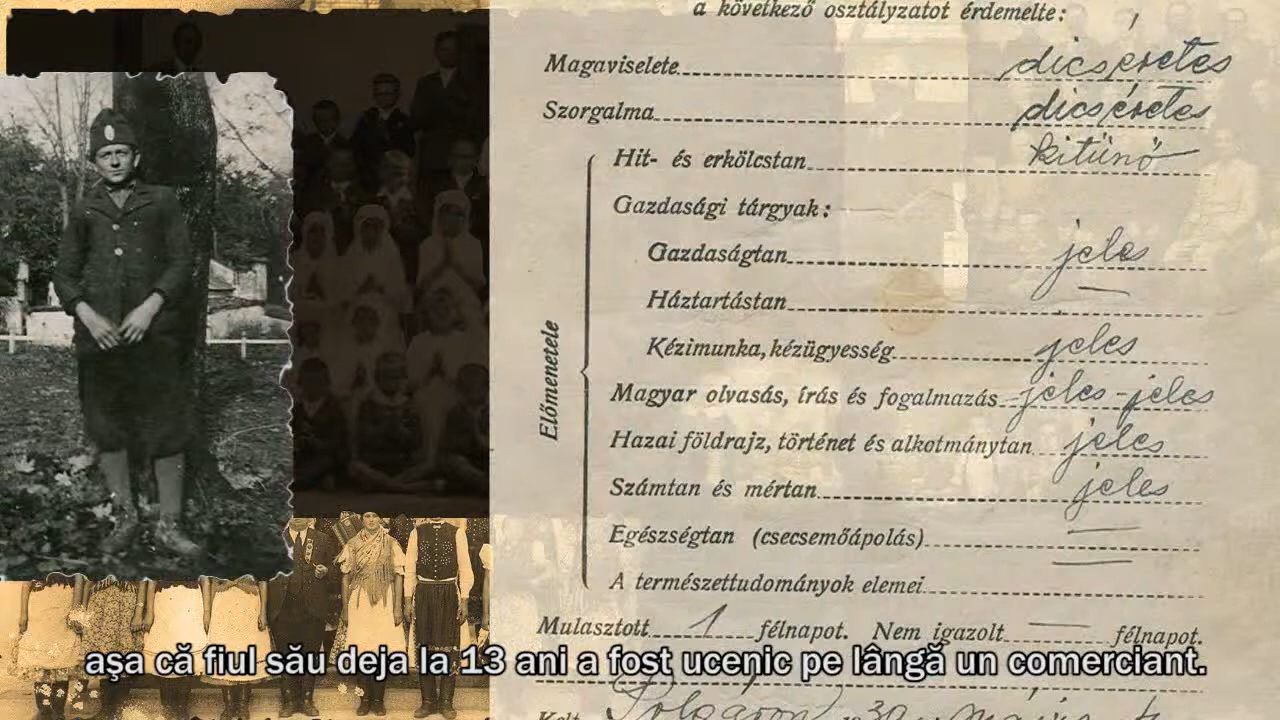 a következő osztályzatot érdemelte:
Magaviselete dicséretes
Szorgalma dicséretes
Hit- és erkölcstan kitünő
Gazdasági tárgyak:
Gazdaságtan jeles
Háztartástan —
Kézimunka, kézügyesség jeles
Előmenetele
Magyar olvasás, írás és fogalmazás jeles - jeles
Hazai földrajz, történet és alkotmánytan jeles
Számtan és mértan jeles
Egészségtan (csecsemőápolás) —
A természettudományok elemei —
Mulasztott 1 félnapot. Nem igazolt — félnapot.
așa că fiul său deja la 13 ani a fost ucenic pe lângă un comerciant.
Kelt